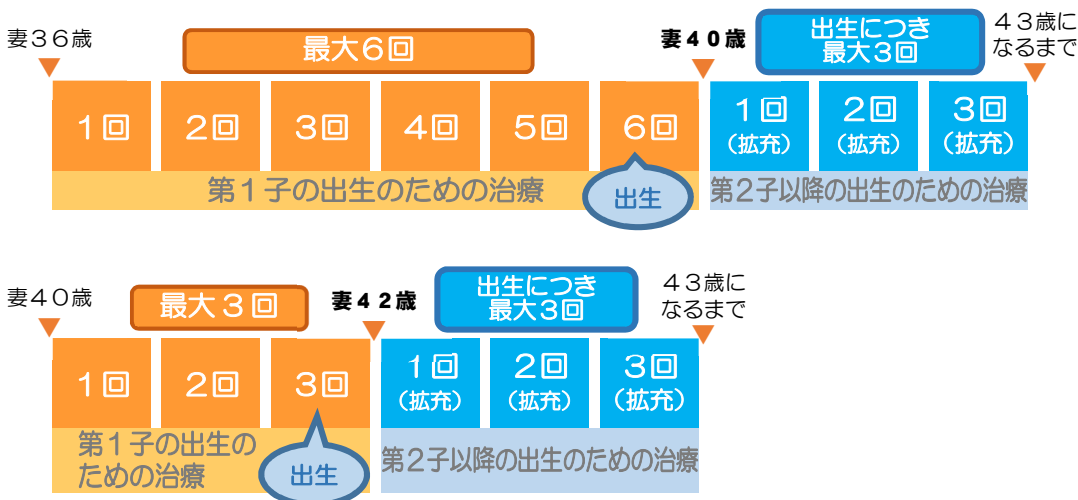 妻３６歳
最大６回
妻４０歳
出生につき
最大３回
４３歳に
なるまで
１回
２回
３回
４回
５回
６回
１回
（拡充）
２回
（拡充）
３回
（拡充）
第１子の出生のための治療
出生
第２子以降の出生のための治療
妻４０歳
最大３回
妻４２歳
出生につき
最大３回
４３歳に
なるまで
１回
２回
３回
１回
（拡充）
２回
（拡充）
３回
（拡充）
第１子の出生の
ための治療
出生
第２子以降の出生のための治療